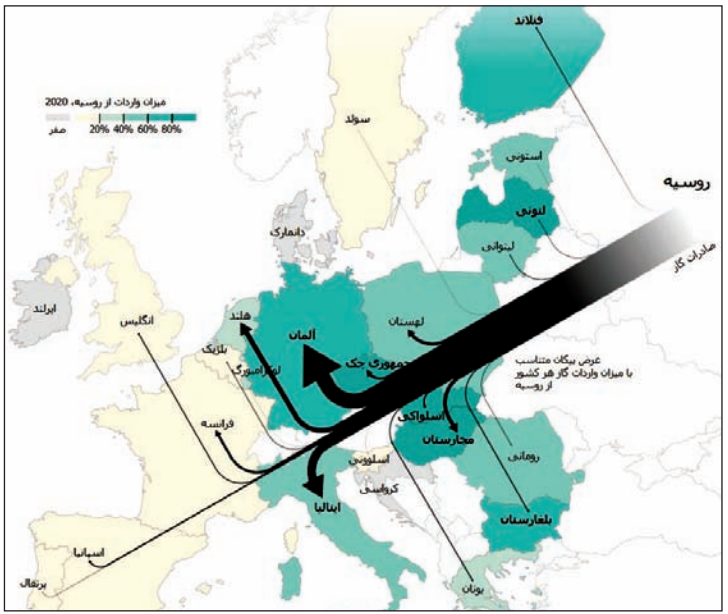 فنلاند
میزان واردات از روسیه، 2020
صفر
20% 40% 60% 80%
سوئد
استونی
روسیه
لتونی
دانمارک
لیتوانی
صادرات گاز
ایرلند
انگلیس
هلند
آلمان
لهستان
بلژیک
لوکزامبورگ
جمهوری چک
عرض پیکان متناسب
با میزان واردات گاز هر کشور
از روسیه
اسلواکی
فرانسه
مجارستان
اسلوونی
رومانی
کرواسی
ایتالیا
بلغارستان
اسپانیا
پرتغال
یونان